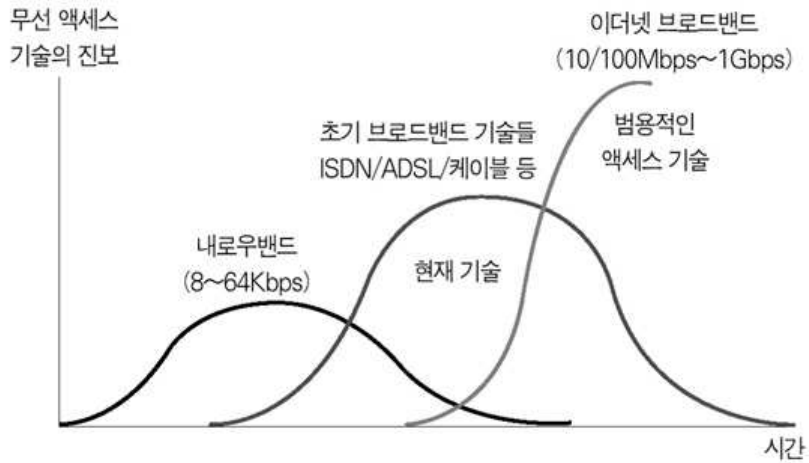 무선 액세스
기술의 진보
이더넷 브로드밴드
(10/100Mbps~1Gbps)
초기 브로드밴드 기술들
ISDN/ADSL/케이블 등
범용적인
액세스 기술
내로우밴드
(8~64Kbps)
현재 기술
시간